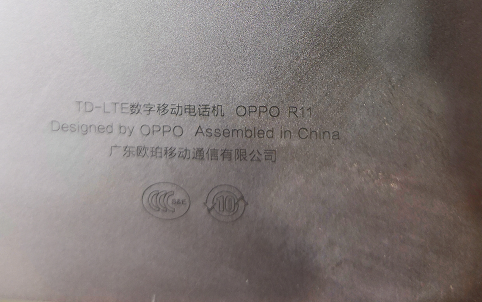 TD-LTE数字移动电话机 OPPO R11
Designed by OPPO Assembled in China
广东欧珀移动通信有限公司
10